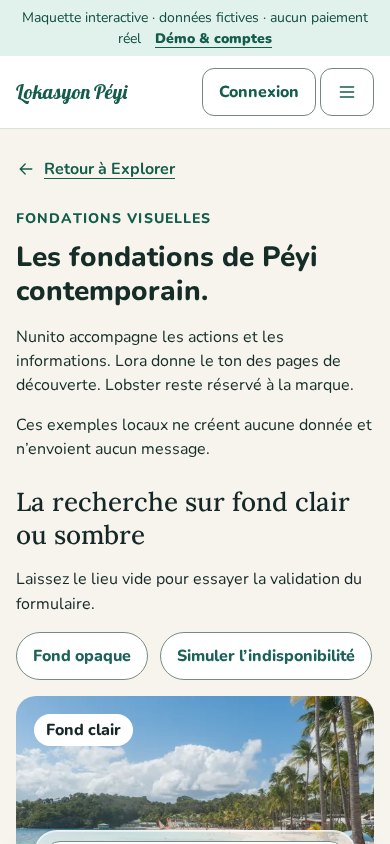 Maquette interactive · données fictives · aucun paiement
réel Démo & comptes
Lokasyon Péyi
Connexion
Retour à Explorer
FONDATIONS VISUELLES
Les fondations de Péyi
contemporain.
Nunito accompagne les actions et les
informations. Lora donne le ton des pages de
découverte. Lobster reste réservé à la marque.
Ces exemples locaux ne créent aucune donnée et
n’envoient aucun message.
La recherche sur fond clair
ou sombre
Laissez le lieu vide pour essayer la validation du
formulaire.
Fond opaque
Simuler l’indisponibilité
Fond clair